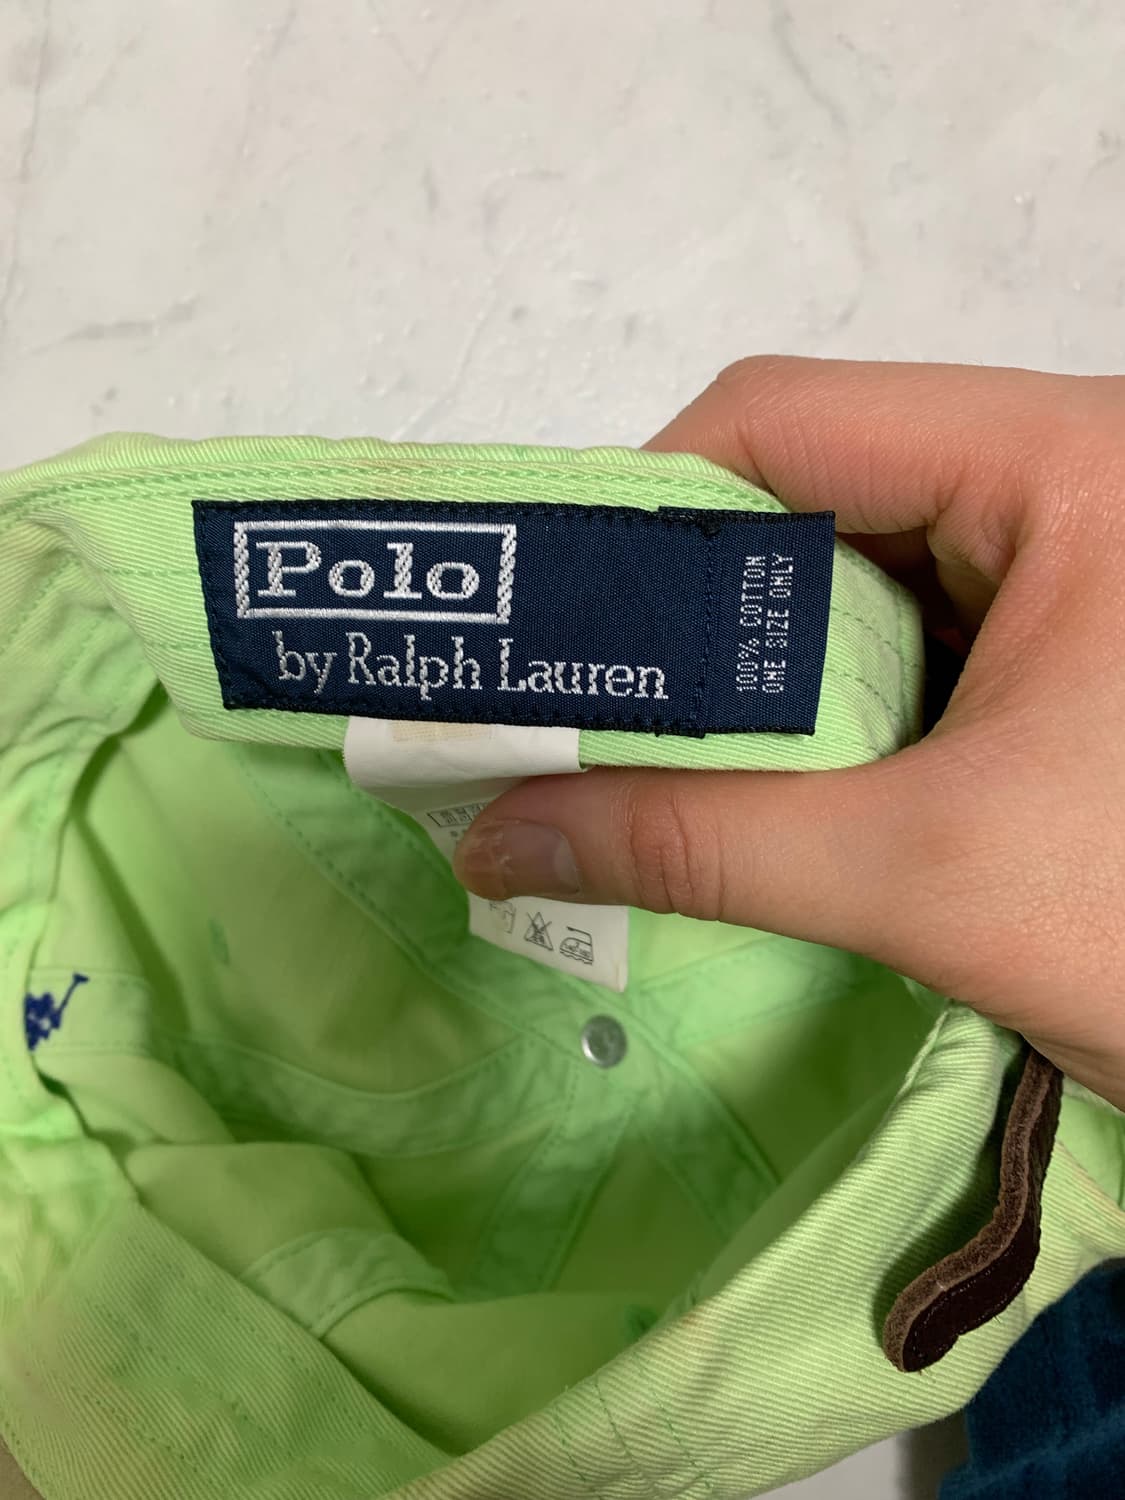 Polo
by Ralph Lauren
100% COTTON
ONE SIZE ONLY